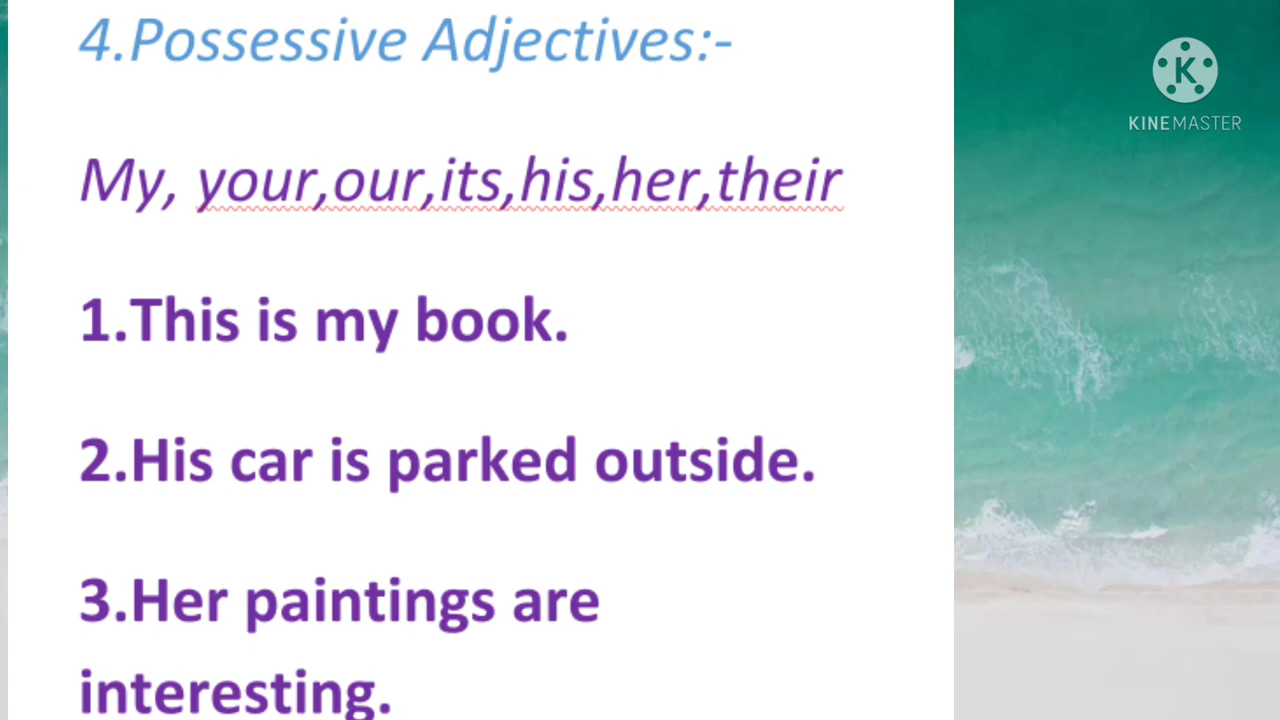 4.Possessive Adjectives:-
My, your,our,its,his,her,their
1.This is my book.
2.His car is parked outside.
3.Her paintings are
interesting.
K
KINEMASTER